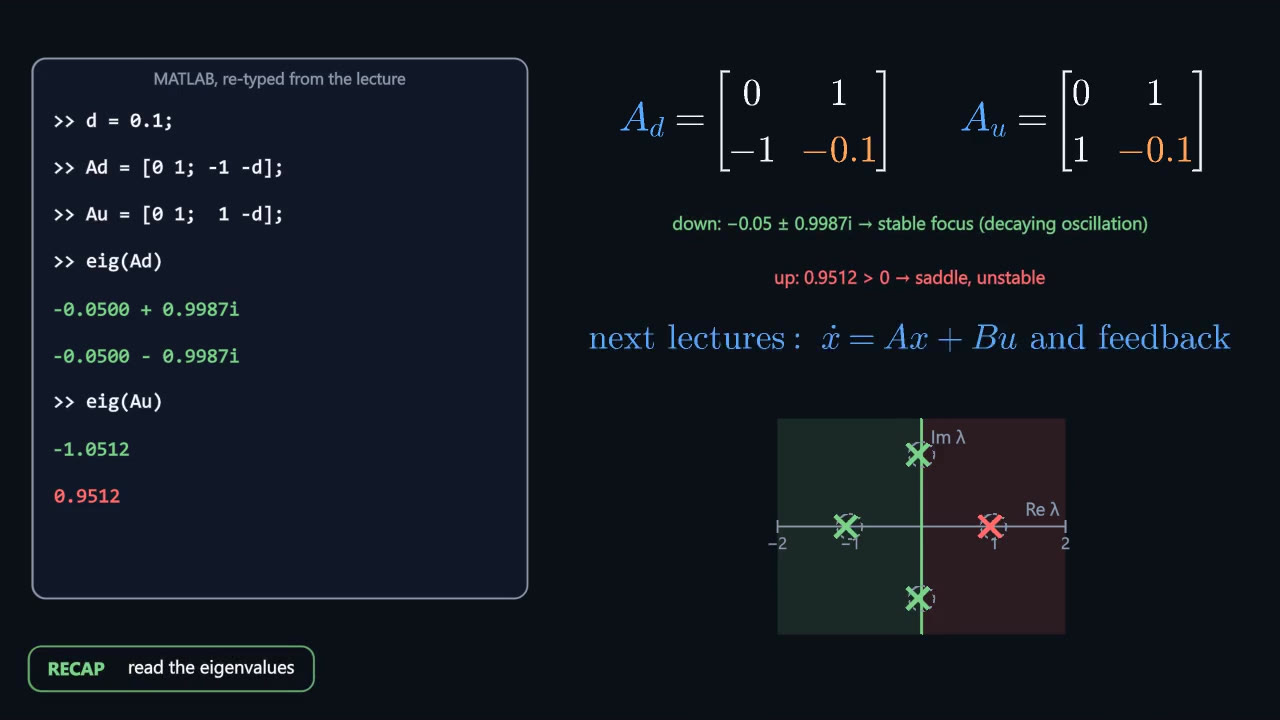 MATLAB, re-typed from the lecture
>> d = 0.1;
>> Ad = [0 1; -1 -d];
>> Au = [0 1;  1 -d];
>> eig(Ad)
-0.0500 + 0.9987i
-0.0500 - 0.9987i
>> eig(Au)
-1.0512
0.9512
A_d = [0 1; −1 −0.1]
A_u = [0 1; 1 −0.1]
down: −0.05 ± 0.9987i → stable focus (decaying oscillation)
up: 0.9512 > 0 → saddle, unstable
next lectures: ẋ = Ax + Bu and feedback
Im λ
Re λ
−2 −1 1 2
RECAP read the eigenvalues